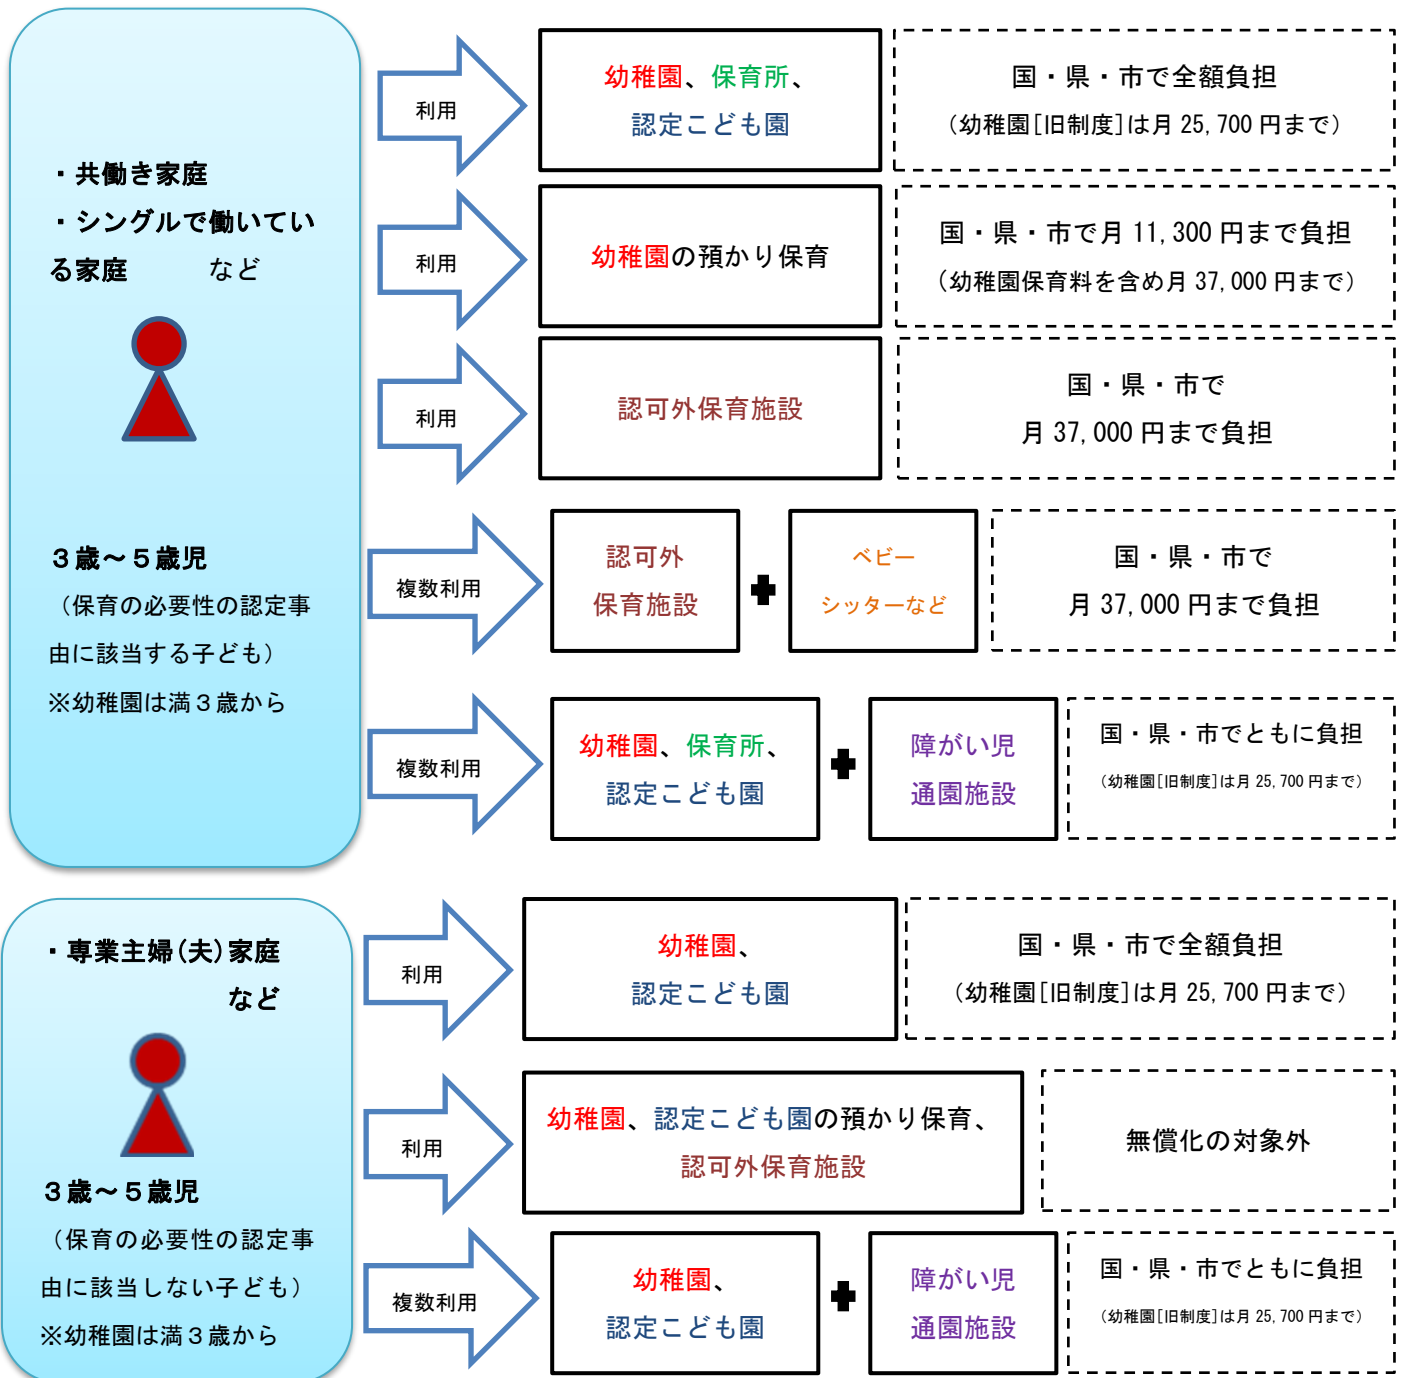 ・共働き家庭
・シングルで働いてい
る家庭　　　など
３歳～５歳児
（保育の必要性の認定事
由に該当する子ども）
※幼稚園は満３歳から
利用
幼稚園、保育所、
認定こども園
国・県・市で全額負担
（幼稚園[旧制度]は月 25,700 円まで）
利用
幼稚園の預かり保育
国・県・市で月 11,300 円まで負担
（幼稚園保育料を含め月 37,000 円まで）
利用
認可外保育施設
国・県・市で
月 37,000 円まで負担
複数利用
認可外
保育施設
ベビー
シッターなど
国・県・市で
月 37,000 円まで負担
複数利用
幼稚園、保育所、
認定こども園
障がい児
通園施設
国・県・市でともに負担
（幼稚園[旧制度]は月 25,700 円まで）
・専業主婦(夫)家庭
など
３歳～５歳児
（保育の必要性の認定事
由に該当しない子ども）
※幼稚園は満３歳から
利用
幼稚園、
認定こども園
国・県・市で全額負担
（幼稚園[旧制度]は月 25,700 円まで）
利用
幼稚園、認定こども園の預かり保育、
認可外保育施設
無償化の対象外
複数利用
幼稚園、
認定こども園
障がい児
通園施設
国・県・市でともに負担
（幼稚園[旧制度]は月 25,700 円まで）